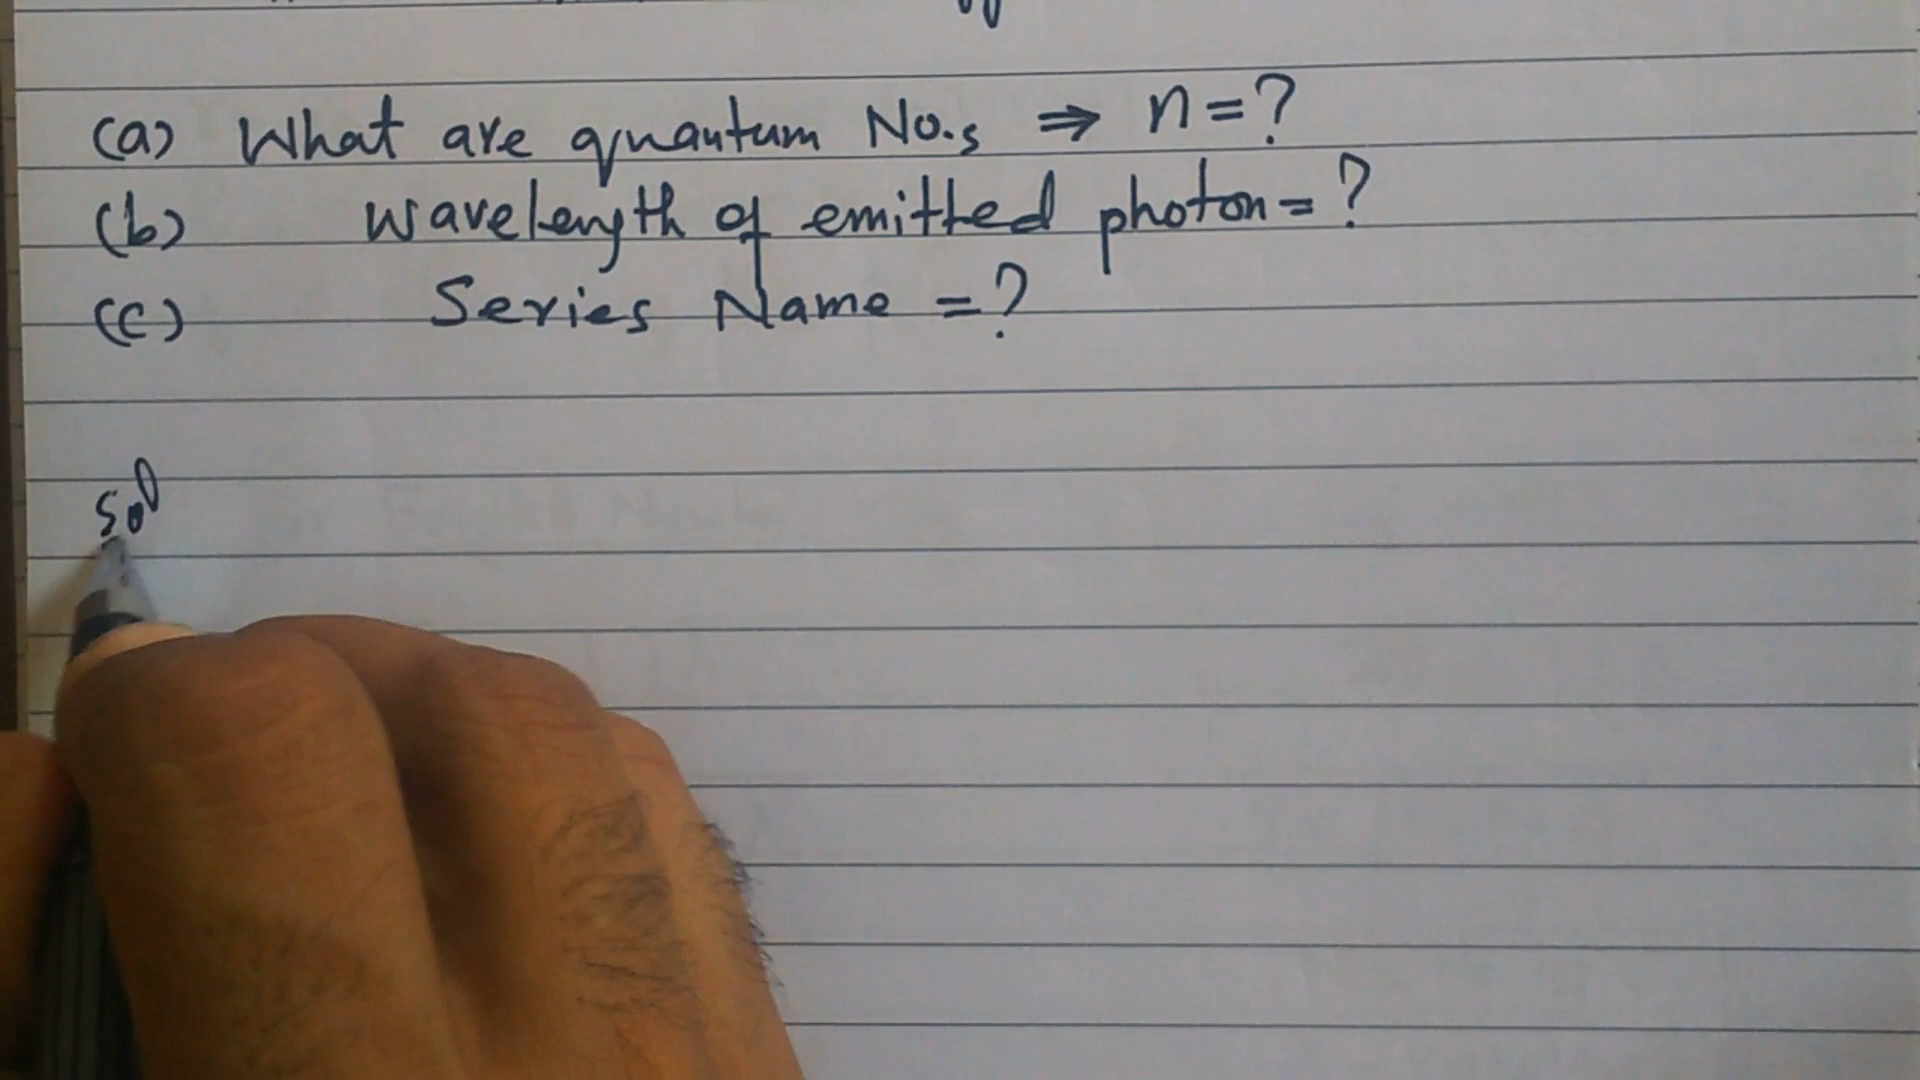 (a) What are quantum No.s ⇒ n=?
(b) Wavelength of emitted photon=?
(c) Series Name =?
Sol